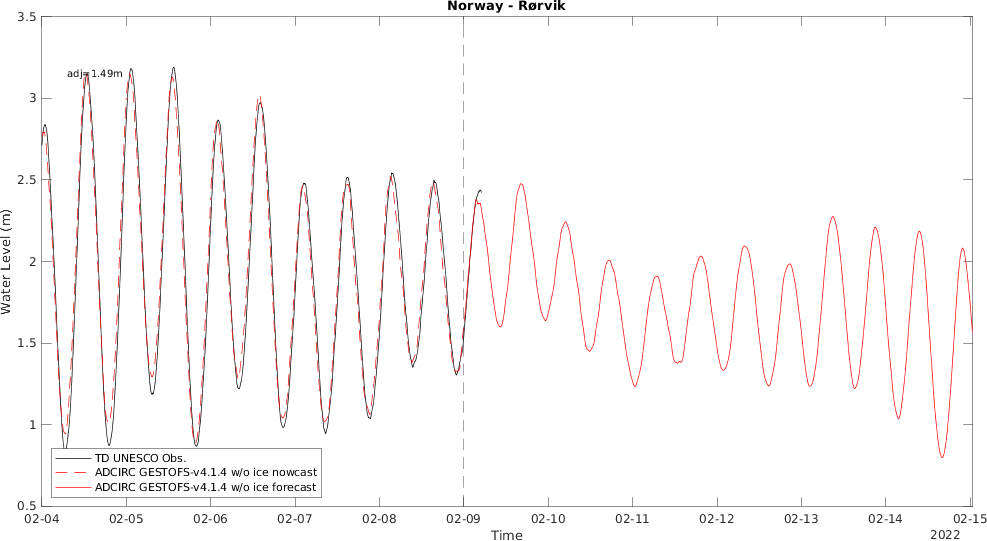 Norway - Rørvik
3.5
3
2.5
2
1.5
1
0.5
Water Level (m)
adj=1.49m
TD UNESCO Obs.
ADCIRC GESTOFS-v4.1.4 w/o ice nowcast
ADCIRC GESTOFS-v4.1.4 w/o ice forecast
02-04 02-05 02-06 02-07 02-08 02-09 02-10 02-11 02-12 02-13 02-14 02-15
Time
2022